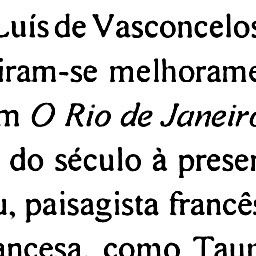 Luís de Vasconcelos
iram-se melhorame
m O Rio de Janeiro
do século à presen
u, paisagista francês
ancesa, como Taun